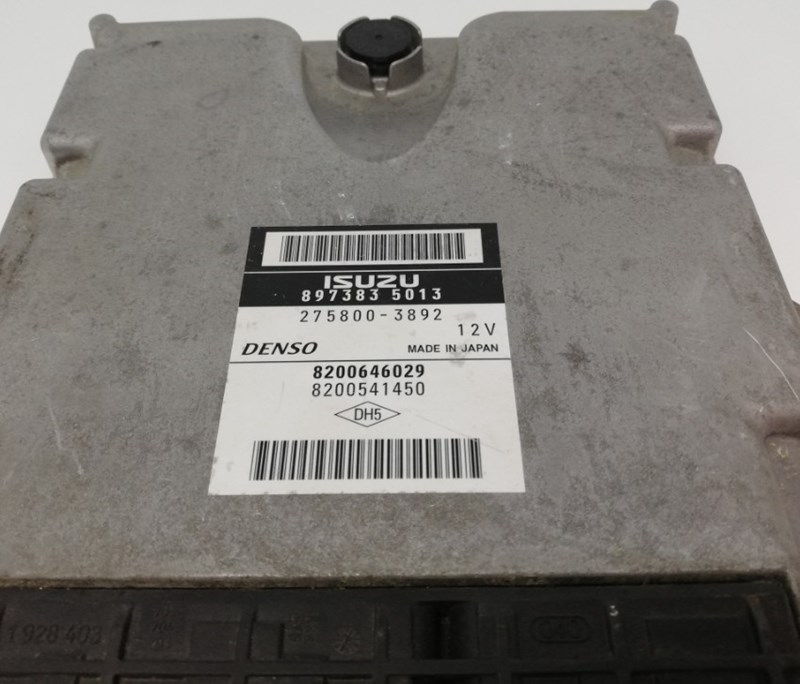 ISUZU
897383 5013
275800-3892
12V
DENSO MADE IN JAPAN
8200646029
8200541450
DH5
1 928 403